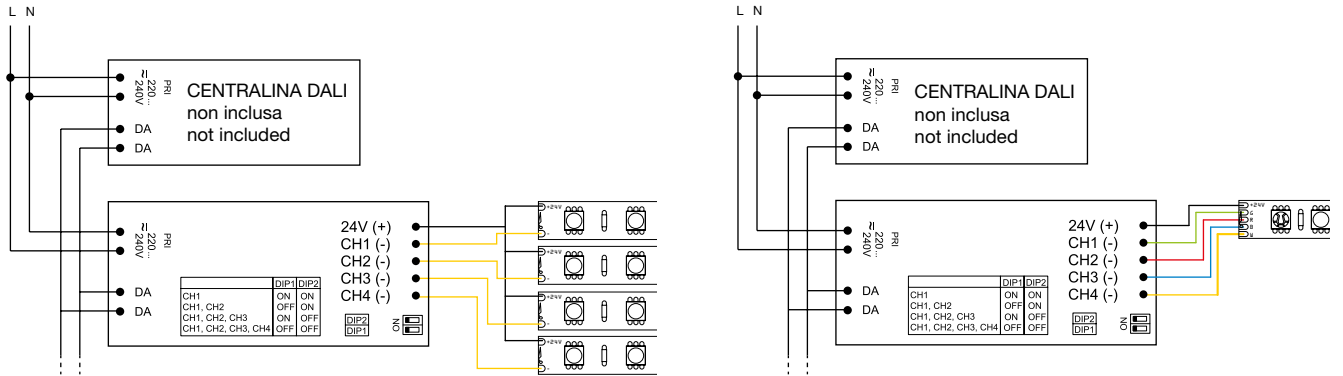 L N
PRI
≈ 220... 240V
CENTRALINA DALI
non inclusa
not included
DA
DA
PRI
≈ 220... 240V
24V (+)
CH1 (-)
CH2 (-)
CH3 (-)
CH4 (-)
DA
DA
DIP1 DIP2
CH1 ON ON
CH1, CH2 OFF ON
CH1, CH2, CH3 ON OFF
CH1, CH2, CH3, CH4 OFF OFF
DIP2
DIP1
ON
+24V
-
+24V
-
+24V
-
+24V
-
L N
PRI
≈ 220... 240V
CENTRALINA DALI
non inclusa
not included
DA
DA
PRI
≈ 220... 240V
24V (+)
CH1 (-)
CH2 (-)
CH3 (-)
CH4 (-)
DA
DA
DIP1 DIP2
CH1 ON ON
CH1, CH2 OFF ON
CH1, CH2, CH3 ON OFF
CH1, CH2, CH3, CH4 OFF OFF
DIP2
DIP1
ON
+24V
G
R
B
W